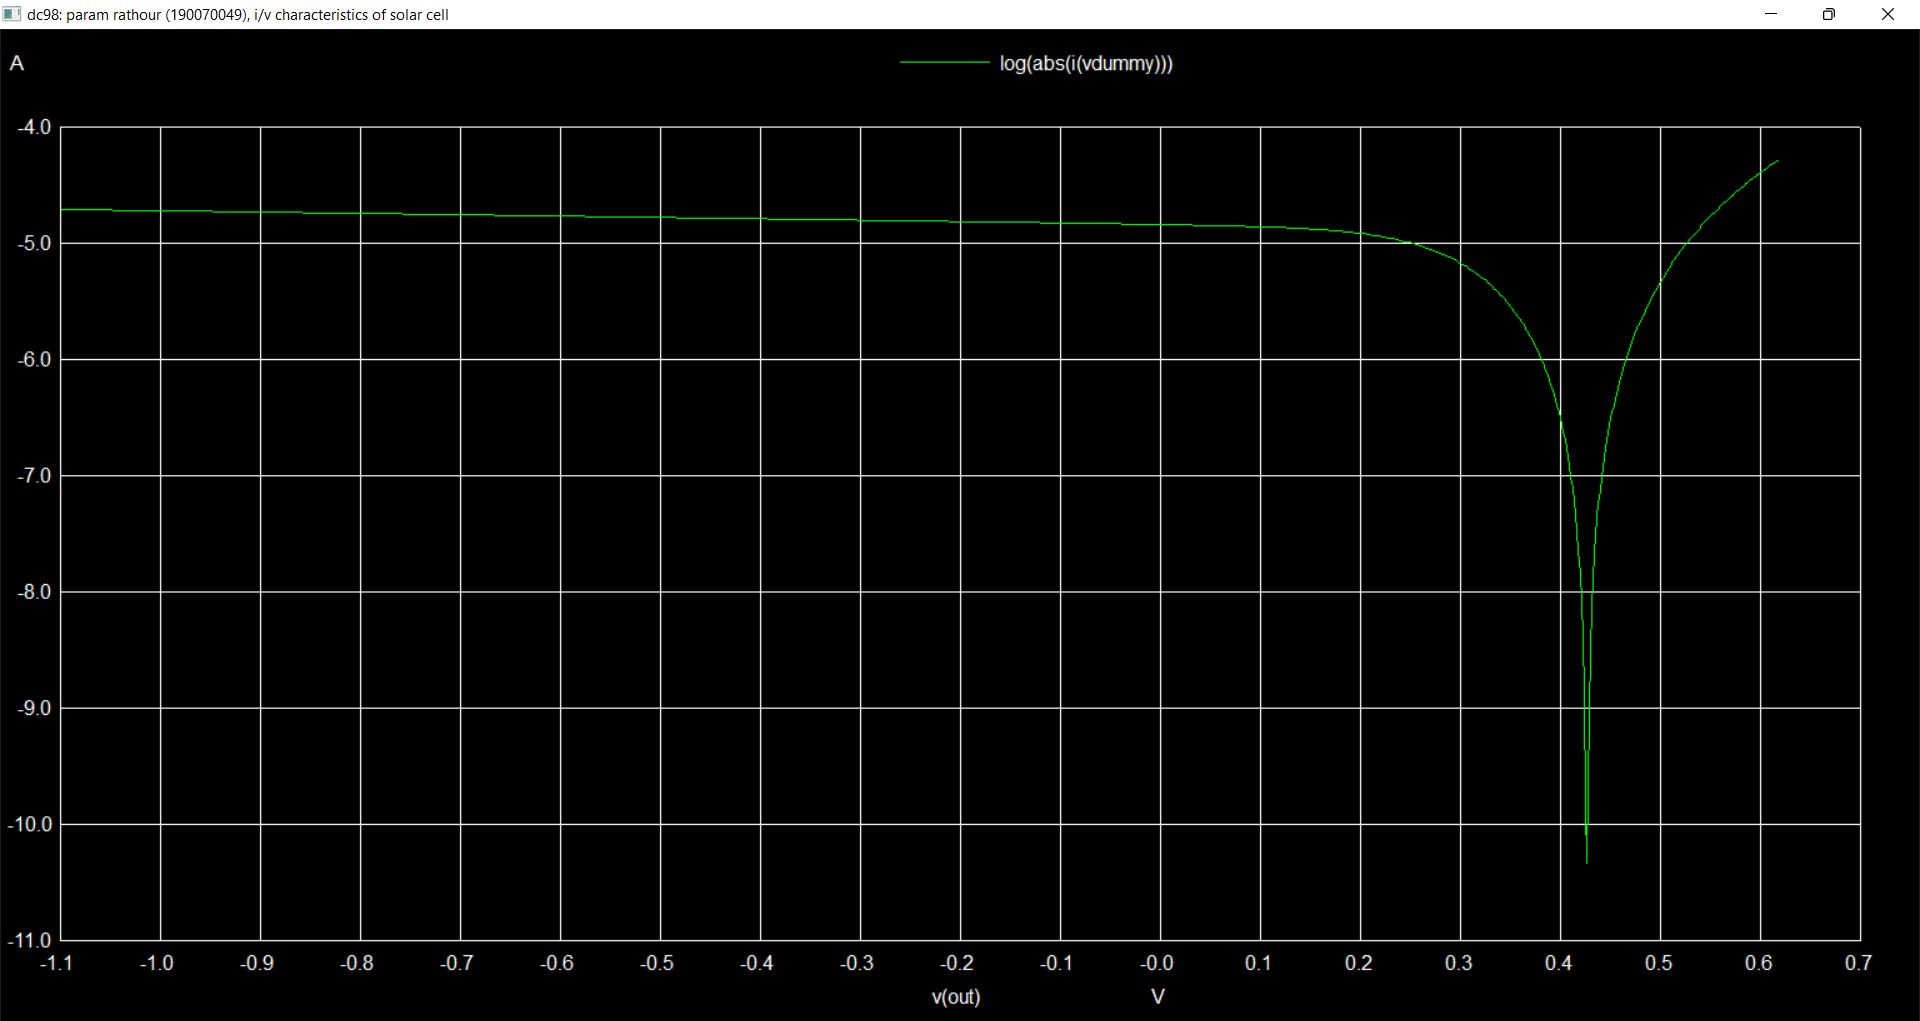 dc98: param rathour (190070049), i/v characteristics of solar cell
A
log(abs(i(vdummy)))
-4.0
-5.0
-6.0
-7.0
-8.0
-9.0
-10.0
-11.0
-1.1 -1.0 -0.9 -0.8 -0.7 -0.6 -0.5 -0.4 -0.3 -0.2 -0.1 -0.0 0.1 0.2 0.3 0.4 0.5 0.6 0.7
v(out) V